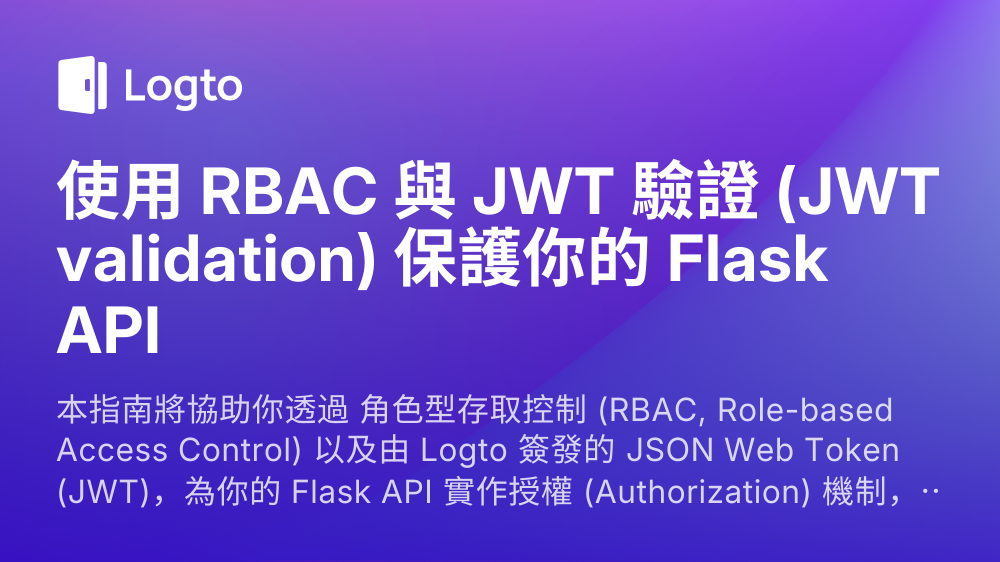 Logto
使用 RBAC 與 JWT 驗證 (JWT
validation) 保護你的 Flask
API
本指南將協助你透過 角色型存取控制 (RBAC, Role-based
Access Control) 以及由 Logto 簽發的 JSON Web Token
(JWT)，為你的 Flask API 實作授權 (Authorization) 機制，··